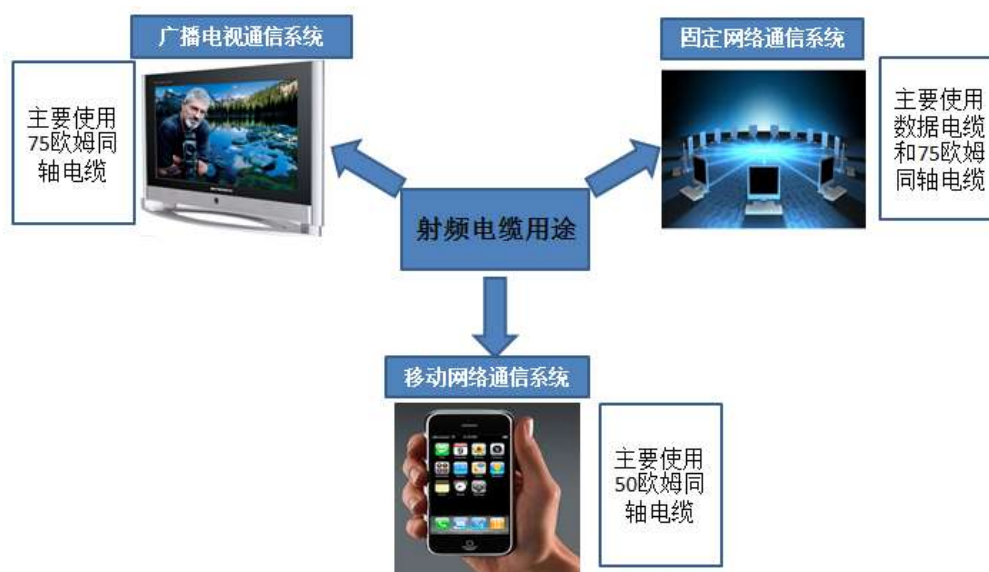 广播电视通信系统
主要使用
75欧姆同
轴电缆
固定网络通信系统
主要使用
数据电缆
和75欧姆
同轴电缆
射频电缆用途
移动网络通信系统
主要使用
50欧姆同
轴电缆